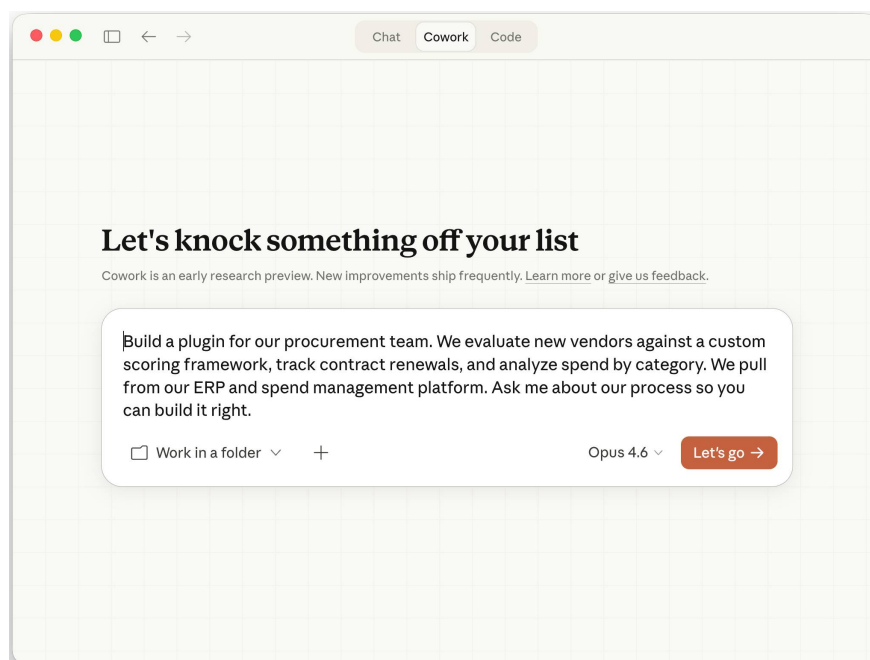 Chat Cowork Code
Let's knock something off your list
Cowork is an early research preview. New improvements ship frequently. Learn more or give us feedback.
Build a plugin for our procurement team. We evaluate new vendors against a custom
scoring framework, track contract renewals, and analyze spend by category. We pull
from our ERP and spend management platform. Ask me about our process so you
can build it right.
Work in a folder Opus 4.6 Let's go →